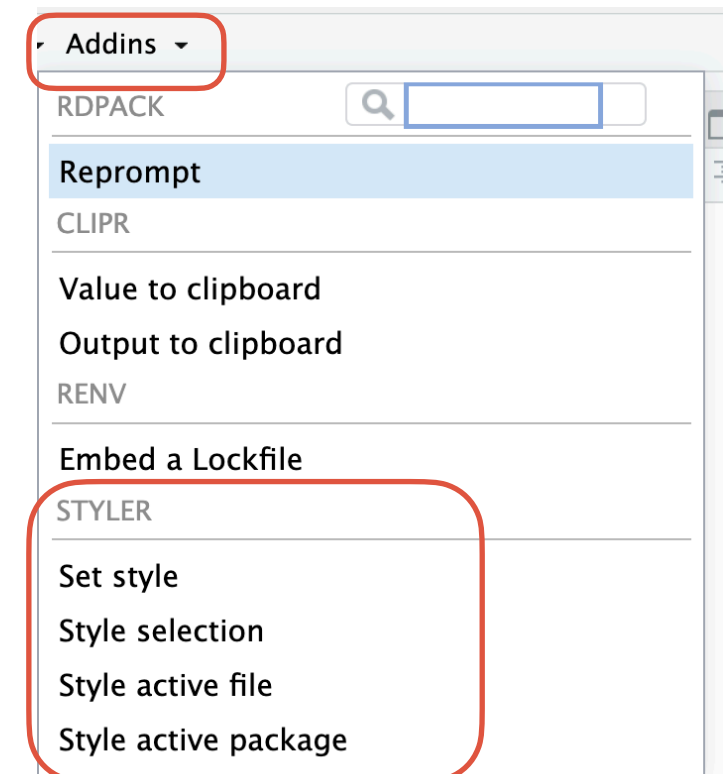 Addins
RDPACK
Reprompt
CLIPR
Value to clipboard
Output to clipboard
RENV
Embed a Lockfile
STYLER
Set style
Style selection
Style active file
Style active package